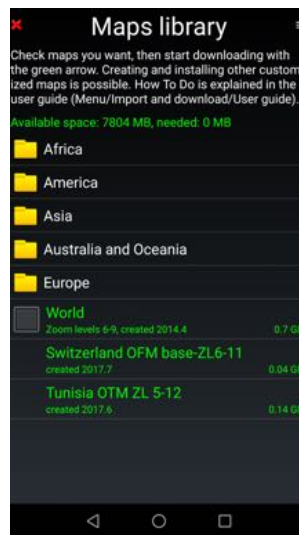 Maps library
Check maps you want, then start downloading with
the green arrow. Creating and installing other custom
ized maps is possible. How To Do is explained in the
user guide (Menu/Import and download/User guide).
Available space: 7804 MB, needed: 0 MB
Africa
America
Asia
Australia and Oceania
Europe
World
Zoom levels 6-9, created 2014.4 0.7 G
Switzerland OFM base-ZL6-11
created 2017.7 0.04 G
Tunisia OTM ZL 5-12
created 2017.6 0.14 G